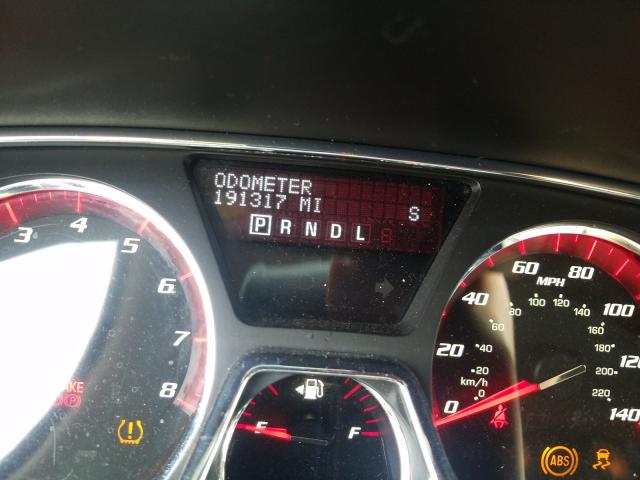 ODOMETER
191317 MI S
P R N D L
3 4 5 6 7 8
BRAKE
P
E F
0 20 40 60 80 100 120 140
MPH
0 20 40 60 80 100 120 140 160 180 200 220
km/h
ABS